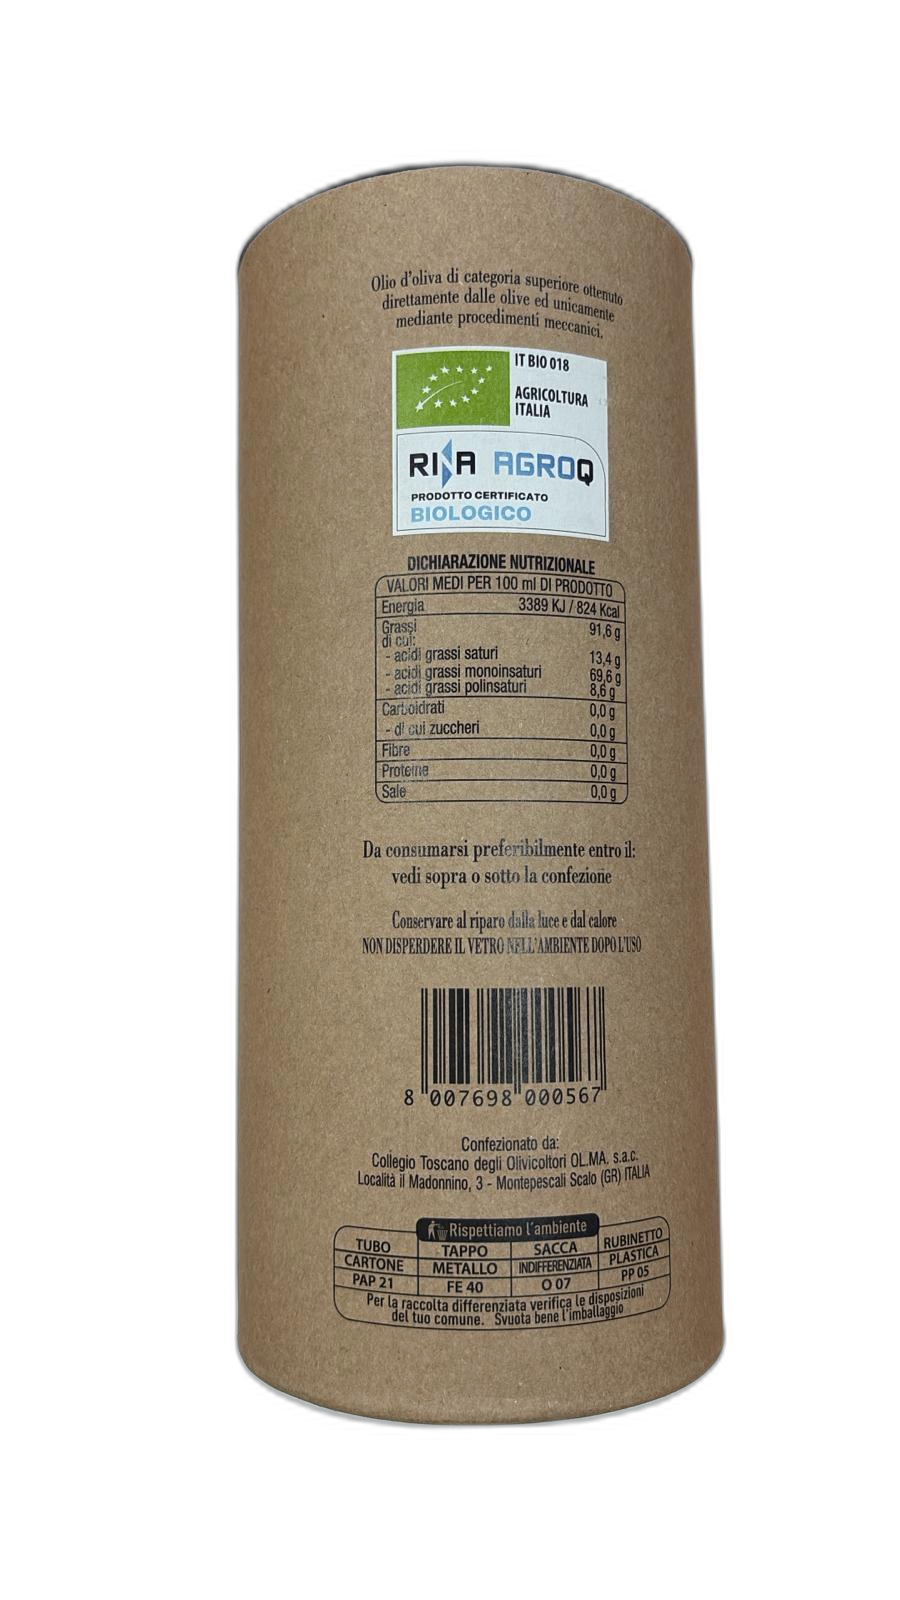 Olio d'oliva di categoria superiore ottenuto
direttamente dalle olive ed unicamente
mediante procedimenti meccanici.
IT BIO 018
AGRICOLTURA
ITALIA
RINA AGROQ
PRODOTTO CERTIFICATO
BIOLOGICO
DICHIARAZIONE NUTRIZIONALE
VALORI MEDI PER 100 ml DI PRODOTTO
Energia 3389 KJ / 824 Kcal
Grassi 91,6 g
di cui:
- acidi grassi saturi 13,4 g
- acidi grassi monoinsaturi 69,6 g
- acidi grassi polinsaturi 8,6 g
Carboidrati 0,0 g
- di cui zuccheri 0,0 g
Fibre 0,0 g
Proteine 0,0 g
Sale 0,0 g
Da consumarsi preferibilmente entro il:
vedi sopra o sotto la confezione
Conservare al riparo dalla luce e dal calore
NON DISPERDERE IL VETRO NELL'AMBIENTE DOPO L'USO
8 007698 000567
Confezionato da:
Collegio Toscano degli Olivicoltori OL.MA. s.a.c.
Località il Madonnino, 3 - Montepescali Scalo (GR) ITALIA
Rispettiamo l'ambiente
TUBO TAPPO SACCA RUBINETTO
CARTONE METALLO INDIFFERENZIATA PLASTICA
PAP 21 FE 40 O 07 PP 05
Per la raccolta differenziata verifica le disposizioni
del tuo comune. Svuota bene l'imballaggio